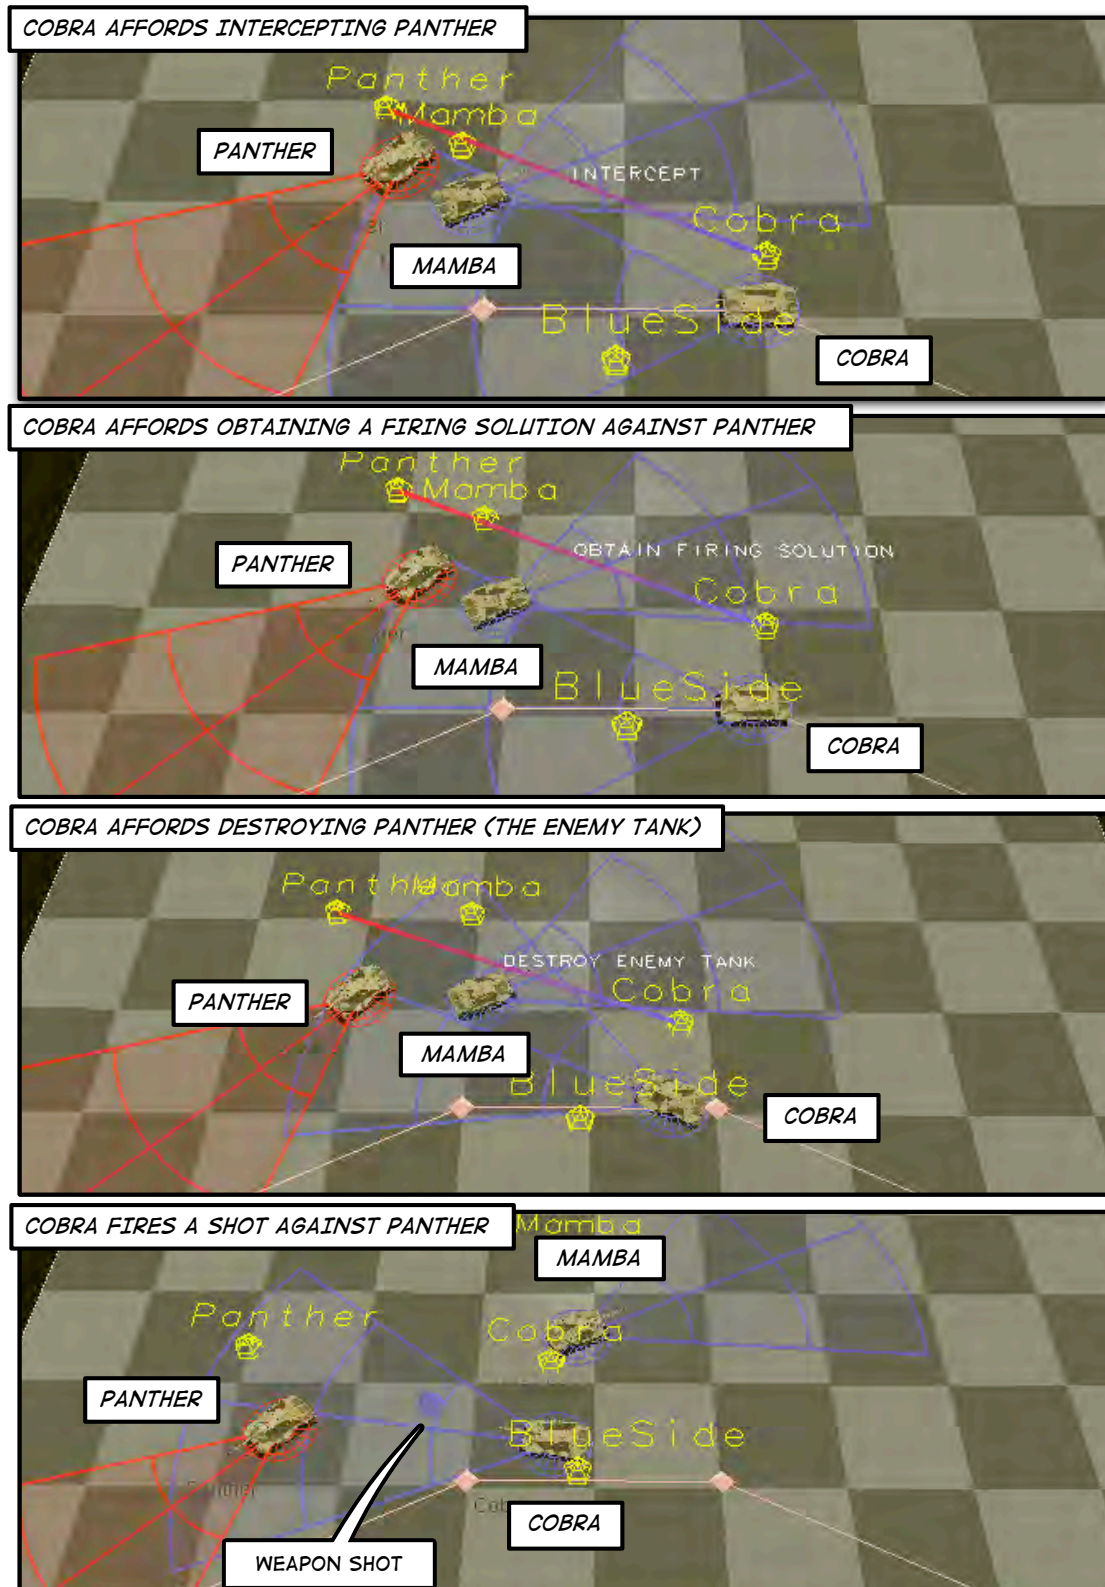 COBRA AFFORDS INTERCEPTING PANTHER
Panther
Mamba
PANTHER
INTERCEPT
Cobra
MAMBA
BlueSide
COBRA
COBRA AFFORDS OBTAINING A FIRING SOLUTION AGAINST PANTHER
Panther
Mamba
OBTAIN FIRING SOLUTION
PANTHER
Cobra
MAMBA
BlueSide
COBRA
COBRA AFFORDS DESTROYING PANTHER (THE ENEMY TANK)
Panther
Mamba
DESTROY ENEMY TANK
PANTHER
Cobra
MAMBA
BlueSide
COBRA
COBRA FIRES A SHOT AGAINST PANTHER
Mamba
MAMBA
Panther
Cobra
PANTHER
BlueSide
Panther
COBRA
WEAPON SHOT